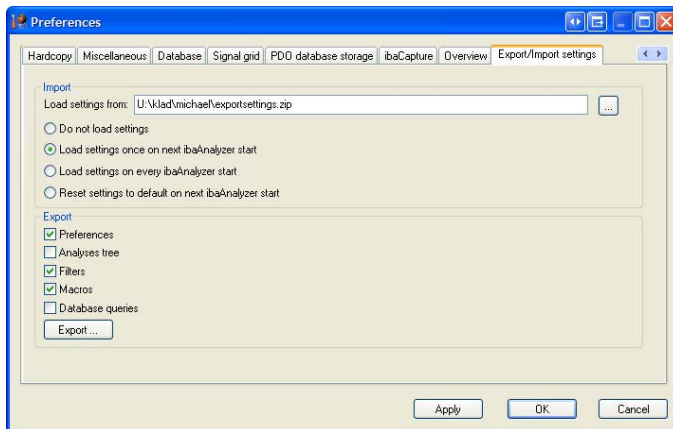 Preferences
Hardcopy Miscellaneous Database Signal grid PDO database storage ibaCapture Overview Export/Import settings
Import
Load settings from: U:\klad\michael\exportsettings.zip ...
Do not load settings
Load settings once on next ibaAnalyzer start
Load settings on every ibaAnalyzer start
Reset settings to default on next ibaAnalyzer start
Export
Preferences
Analyses tree
Filters
Macros
Database queries
Export ...
Apply OK Cancel